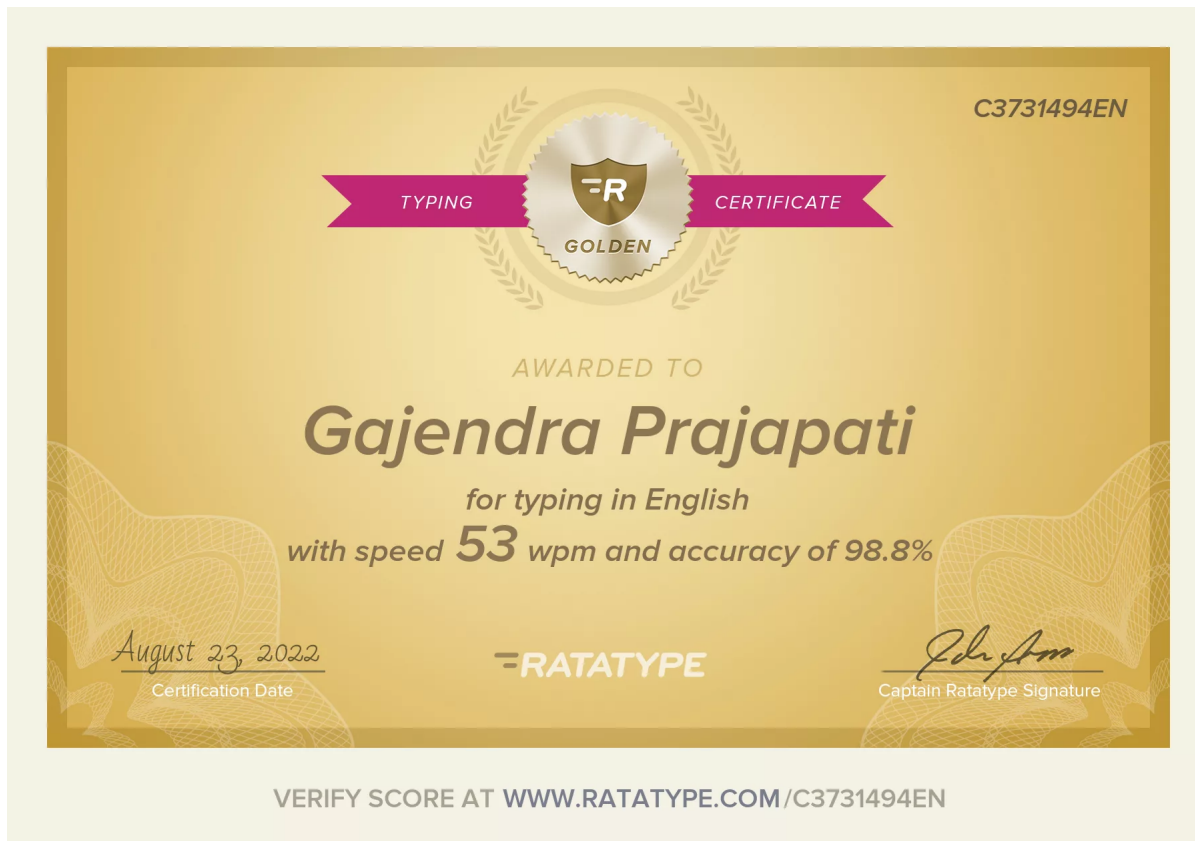 C3731494EN
TYPING
CERTIFICATE
R
GOLDEN
AWARDED TO
Gajendra Prajapati
for typing in English
with speed 53 wpm and accuracy of 98.8%
August 23, 2022
Certification Date
RATATYPE
Captain Ratatype Signature
VERIFY SCORE AT WWW.RATATYPE.COM/C3731494EN